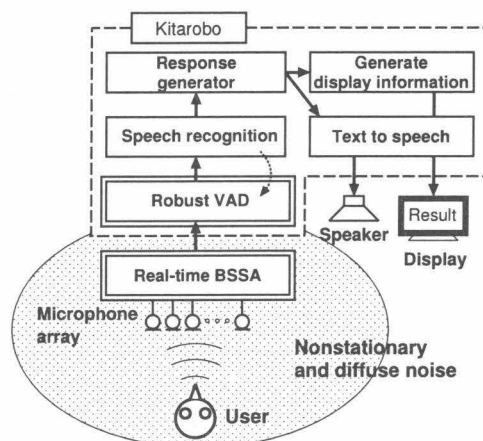 Kitarobo
Response
generator
Generate
display information
Speech recognition
Text to speech
Robust VAD
Speaker
Result
Display
Real-time BSSA
Microphone
array
Nonstationary
and diffuse noise
User